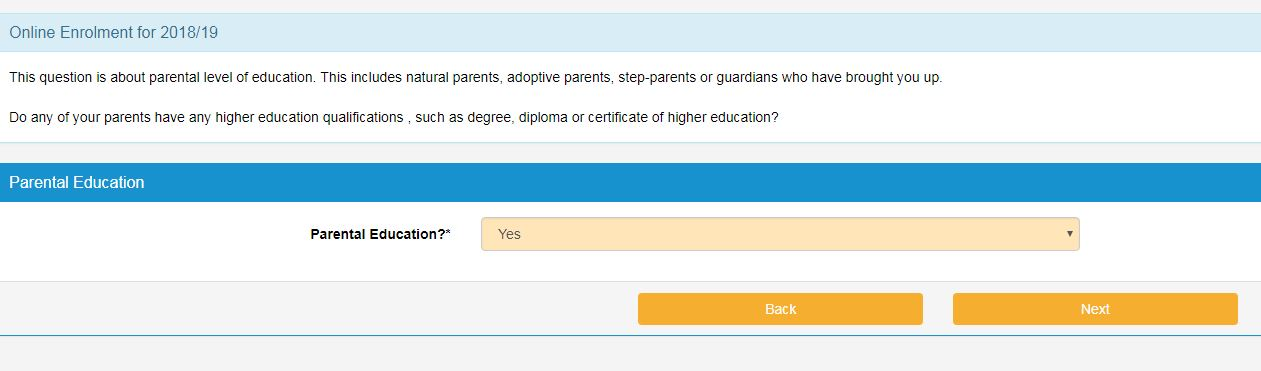 Online Enrolment for 2018/19
This question is about parental level of education. This includes natural parents, adoptive parents, step-parents or guardians who have brought you up.
Do any of your parents have any higher education qualifications , such as degree, diploma or certificate of higher education?
Parental Education
Parental Education?* Yes
Back Next